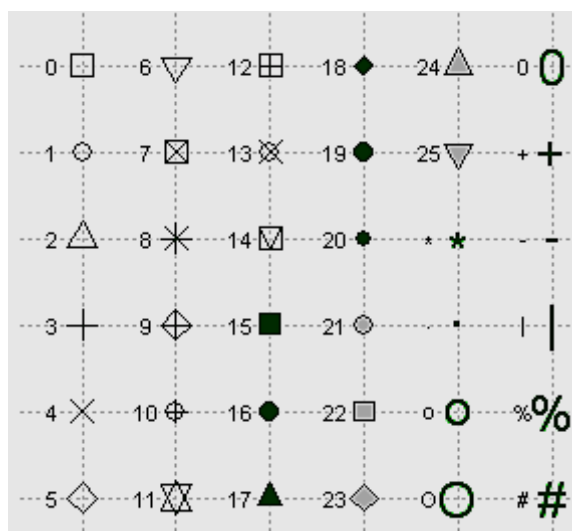 0 6 12 18 24 0 0
1 7 13 19 25 + +
2 8 14 20 * * - -
3 9 15 21 . . | |
4 10 16 22 o o % %
5 11 17 23 O O # #